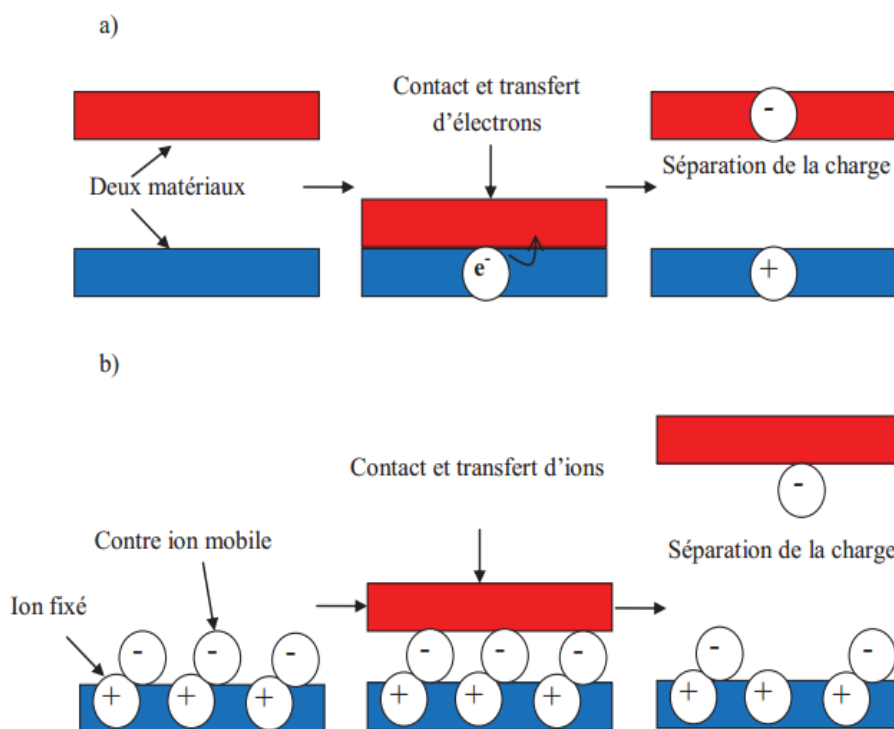 a)
Contact et transfert
d'électrons
-
Séparation de la charge
Deux matériaux
e-
+
b)
Contact et transfert d'ions
-
Contre ion mobile
Séparation de la charge
Ion fixé
- - -
+ + +
- - -
+ + +
- -
+ + +